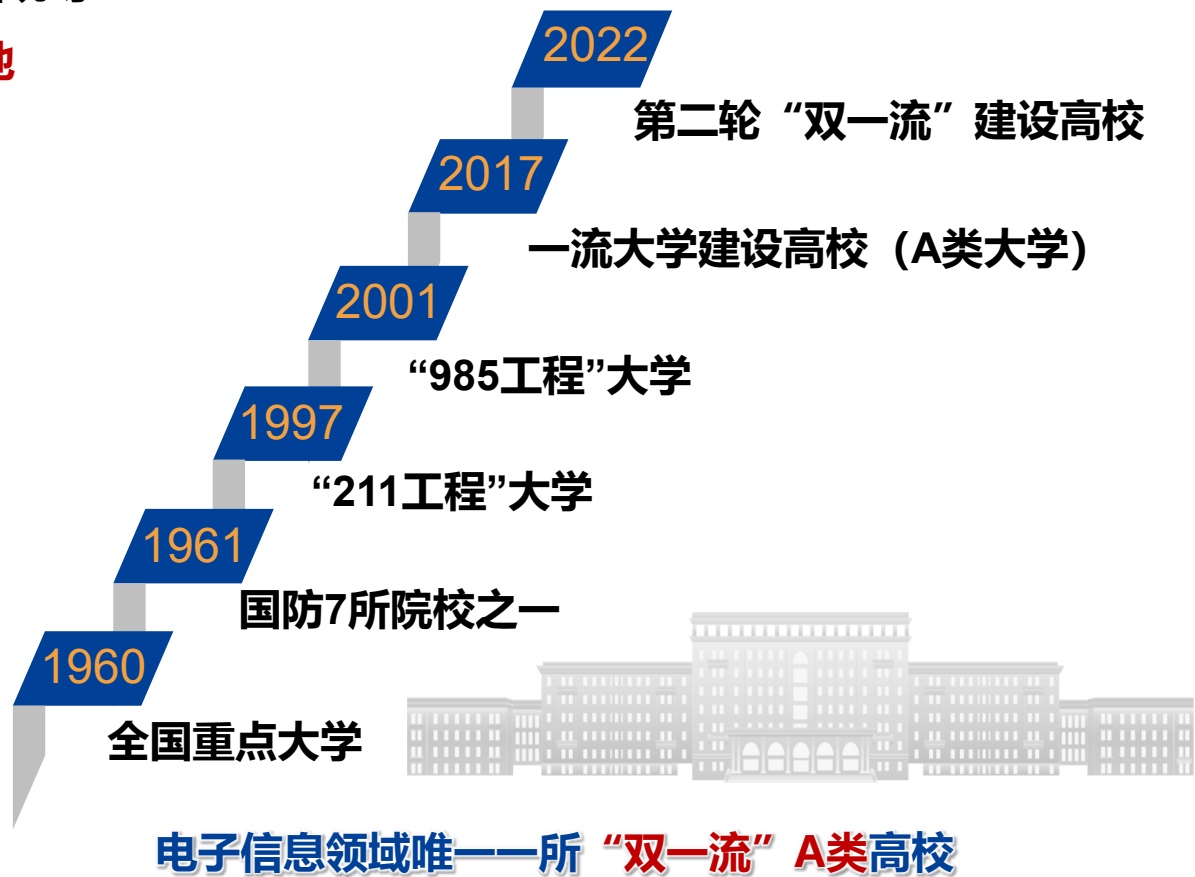 地
2022
第二轮“双一流”建设高校
2017
一流大学建设高校（A类大学）
2001
“985工程”大学
1997
“211工程”大学
1961
国防7所院校之一
1960
全国重点大学
电子信息领域唯一一所“双一流”A类高校